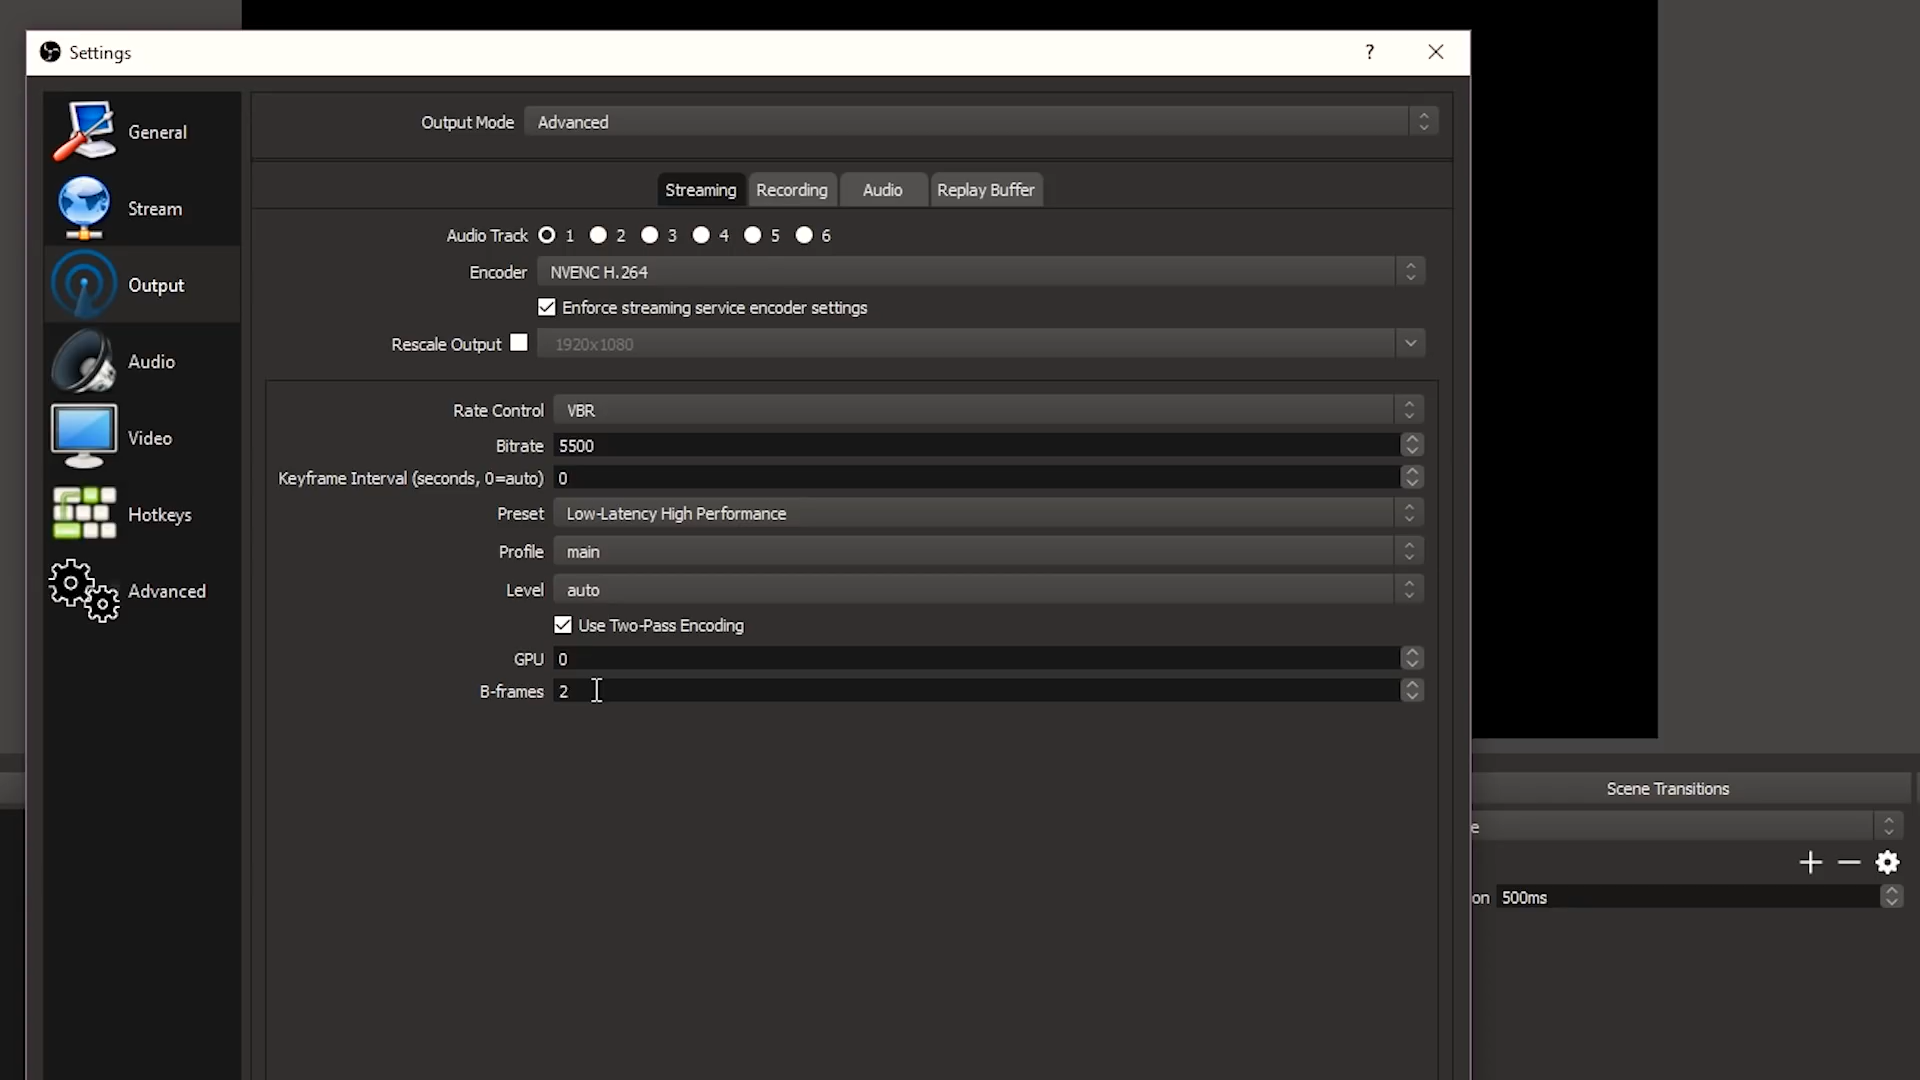 Settings
?
General
Stream
Output
Audio
Video
Hotkeys
Advanced
Output Mode Advanced
Streaming Recording Audio Replay Buffer
Audio Track 1 2 3 4 5 6
Encoder NVENC H.264
Enforce streaming service encoder settings
Rescale Output 1920x1080
Rate Control VBR
Bitrate 5500
Keyframe Interval (seconds, 0=auto) 0
Preset Low-Latency High Performance
Profile main
Level auto
Use Two-Pass Encoding
GPU 0
B-frames 2
Scene Transitions
e
on 500ms